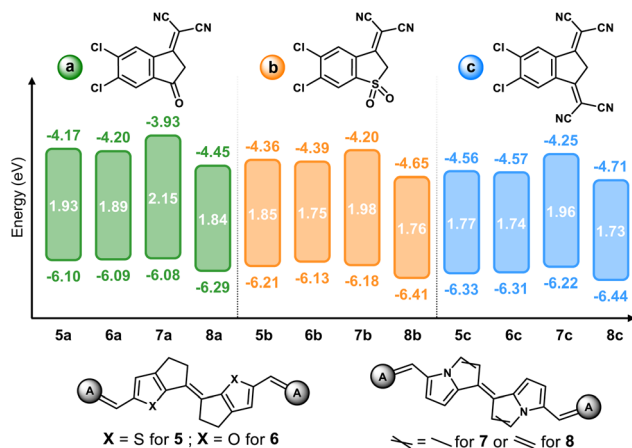 NC CN
NC CN
NC CN
a
b
c
Cl
Cl
O
Cl
Cl
S
O O
Cl
Cl
NC CN
Energy (eV)
-4.17 -4.20 -3.93 -4.45 -4.36 -4.39 -4.20 -4.65 -4.56 -4.57 -4.25 -4.71
1.93 1.89 2.15 1.84 1.85 1.75 1.98 1.76 1.77 1.74 1.96 1.73
-6.10 -6.09 -6.08 -6.29 -6.21 -6.13 -6.18 -6.41 -6.33 -6.31 -6.22 -6.44
5a 6a 7a 8a 5b 6b 7b 8b 5c 6c 7c 8c
A X X A
A N N A
X = S for 5 ; X = O for 6
= for 7 or = for 8